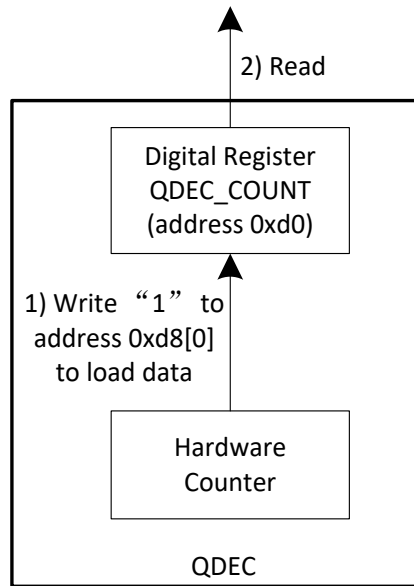 2) Read
Digital Register
QDEC_COUNT
(address 0xd0)
1) Write “1” to
address 0xd8[0]
to load data
Hardware
Counter
QDEC